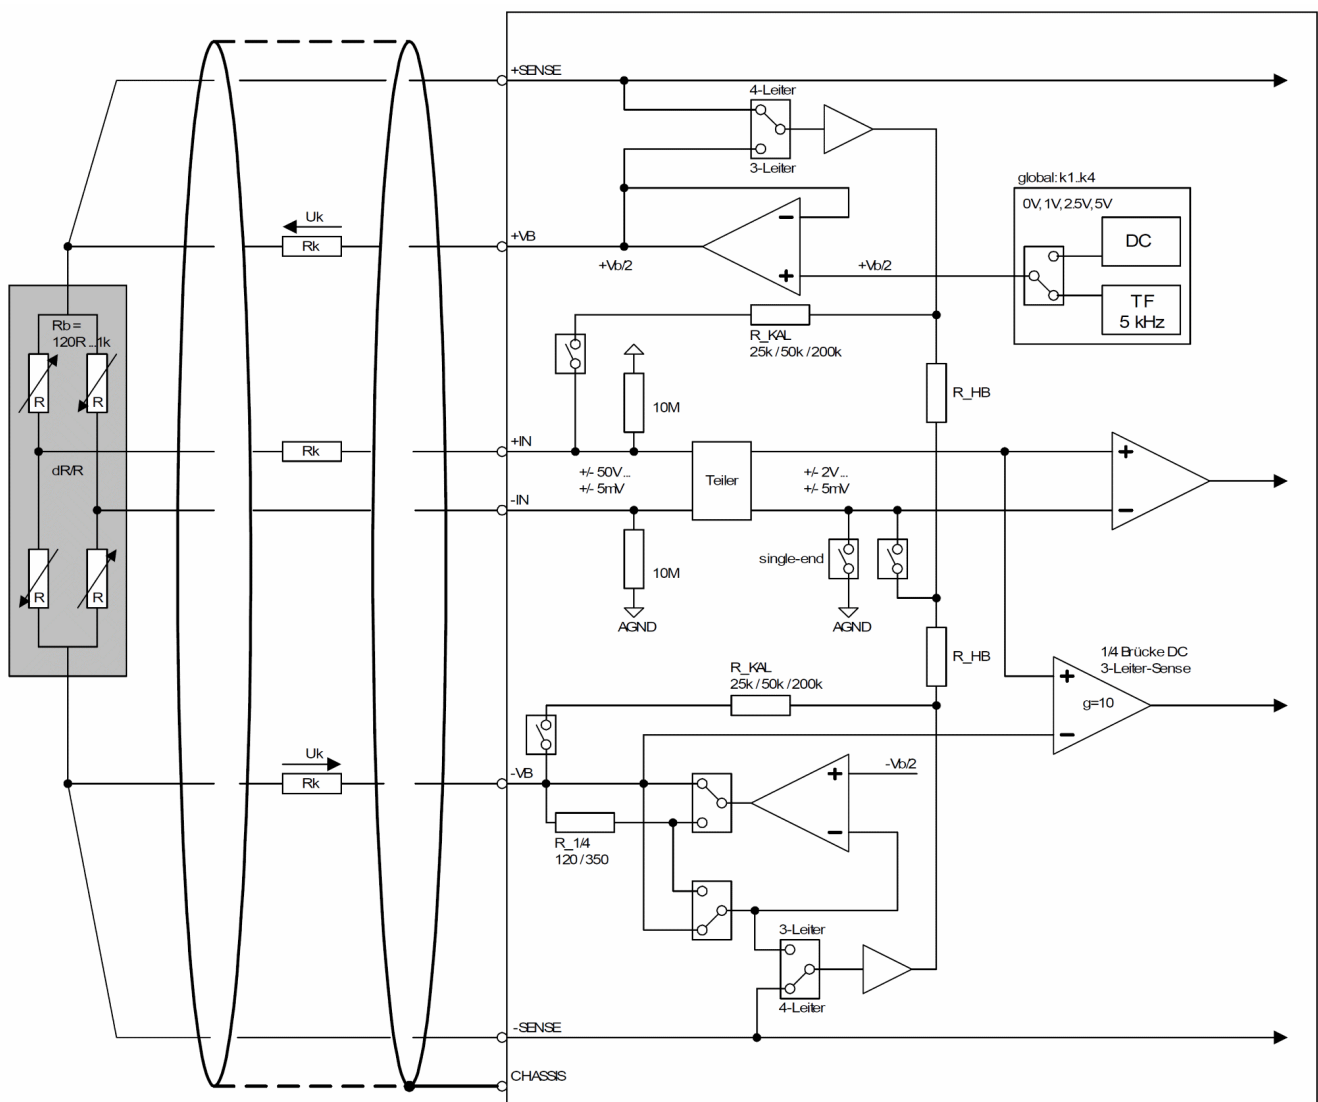 +SENSE
4-Leiter
3-Leiter
global: k1..k4
0V, 1V, 2.5V, 5V
DC
TF
5 kHz
Uk
Rk
+VB
+Vb/2
+Vb/2
Rb =
120R ...1k
R
R
R_KAL
25k / 50k / 200k
10M
R_HB
Rk
+IN
dR/R
+/- 50V...
+/- 5mV
Teiler
+/- 2V...
+/- 5mV
-IN
single-end
10M
R
R
AGND
AGND
R_HB
1/4 Brücke DC
3-Leiter-Sense
R_KAL
25k / 50k / 200k
g=10
Uk
Rk
-VB
-Vb/2
R_1/4
120 / 350
3-Leiter
4-Leiter
-SENSE
CHASSIS